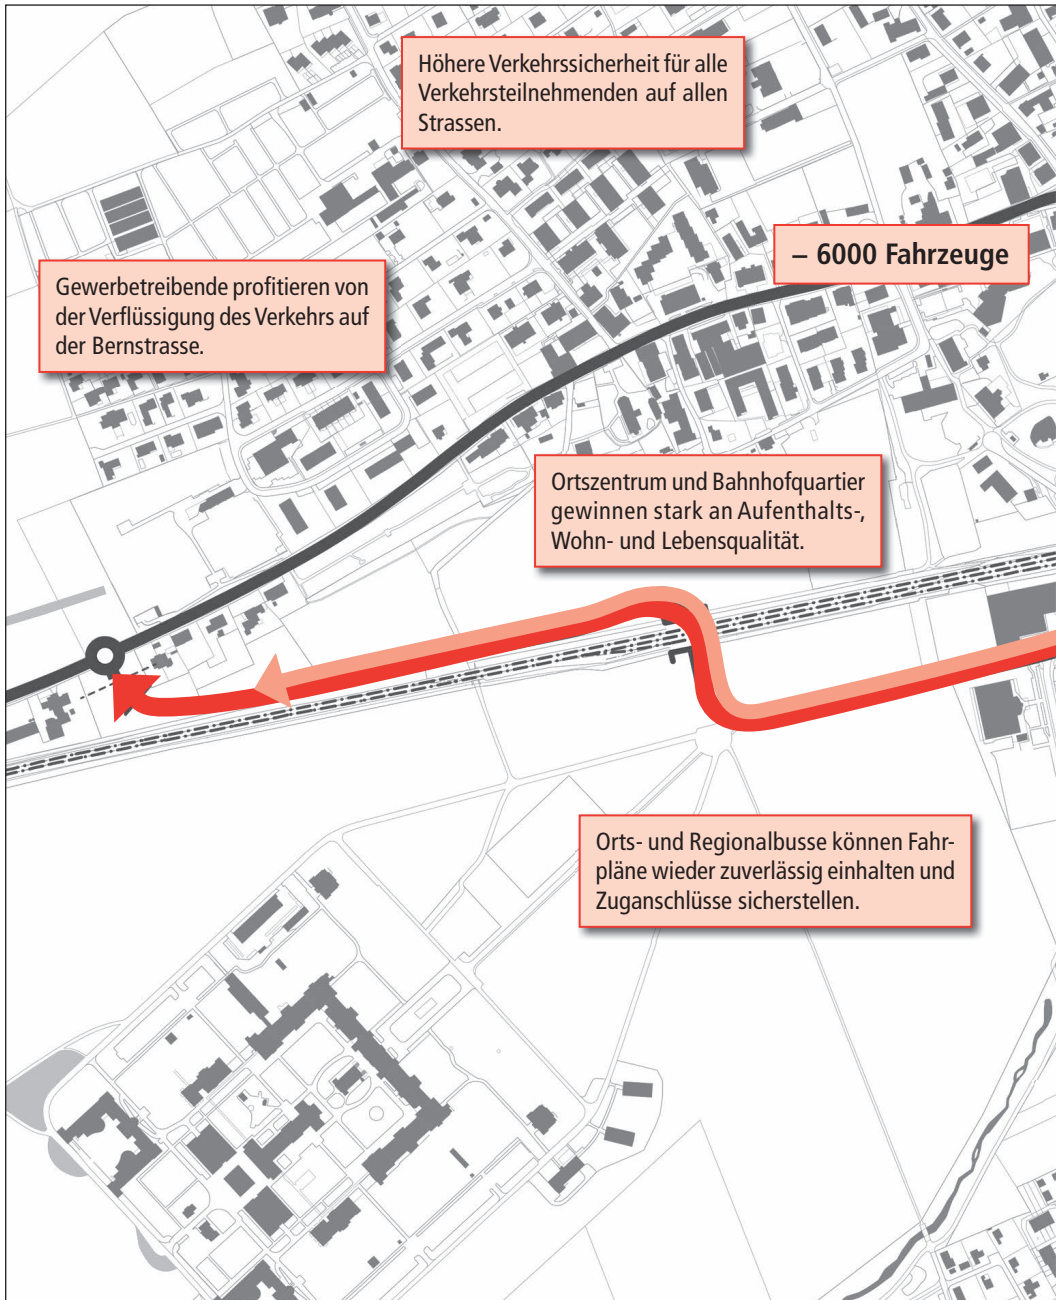 Höhere Verkehrssicherheit für alle
Verkehrsteilnehmenden auf allen
Strassen.
– 6000 Fahrzeuge
Gewerbetreibende profitieren von
der Verflüssigung des Verkehrs auf
der Bernstrasse.
Ortszentrum und Bahnhofquartier
gewinnen stark an Aufenthalts-,
Wohn- und Lebensqualität.
Orts- und Regionalbusse können Fahr-
pläne wieder zuverlässig einhalten und
Zuganschlüsse sicherstellen.